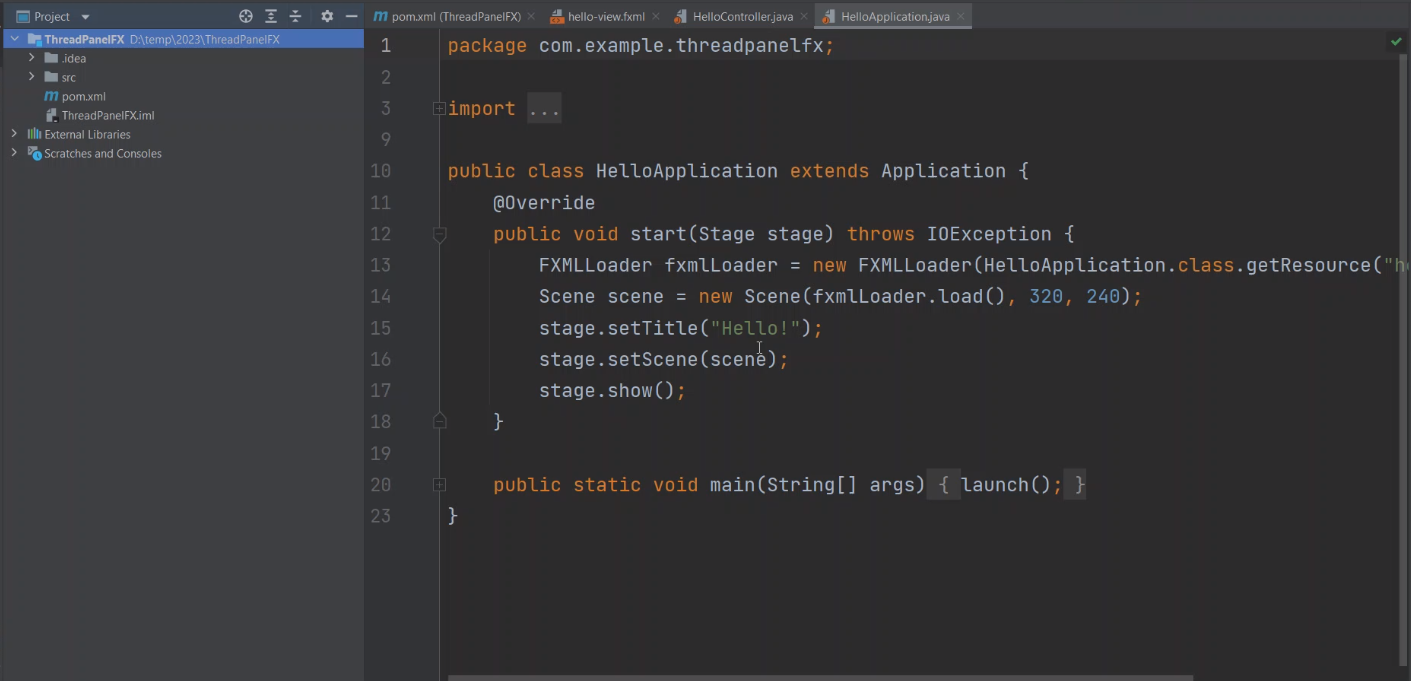 Project
pom.xml (ThreadPanelFX)
hello-view.fxml
HelloController.java
HelloApplication.java
ThreadPanelFX D:\temp\2023\ThreadPanelFX
.idea
src
pom.xml
ThreadPanelFX.iml
External Libraries
Scratches and Consoles
1 package com.example.threadpanelfx;
2
3 import ...
9
10 public class HelloApplication extends Application {
11 @Override
12 public void start(Stage stage) throws IOException {
13 FXMLLoader fxmlLoader = new FXMLLoader(HelloApplication.class.getResource("h
14 Scene scene = new Scene(fxmlLoader.load(), 320, 240);
15 stage.setTitle("Hello!");
16 stage.setScene(scene);
17 stage.show();
18 }
19
20 public static void main(String[] args) { launch(); }
23 }